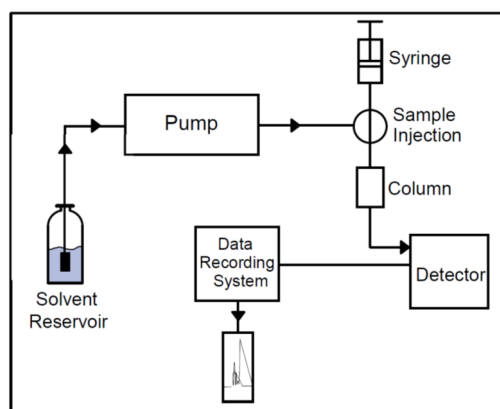 Syringe
Pump
Sample
Injection
Column
Data
Recording
System
Detector
Solvent
Reservoir